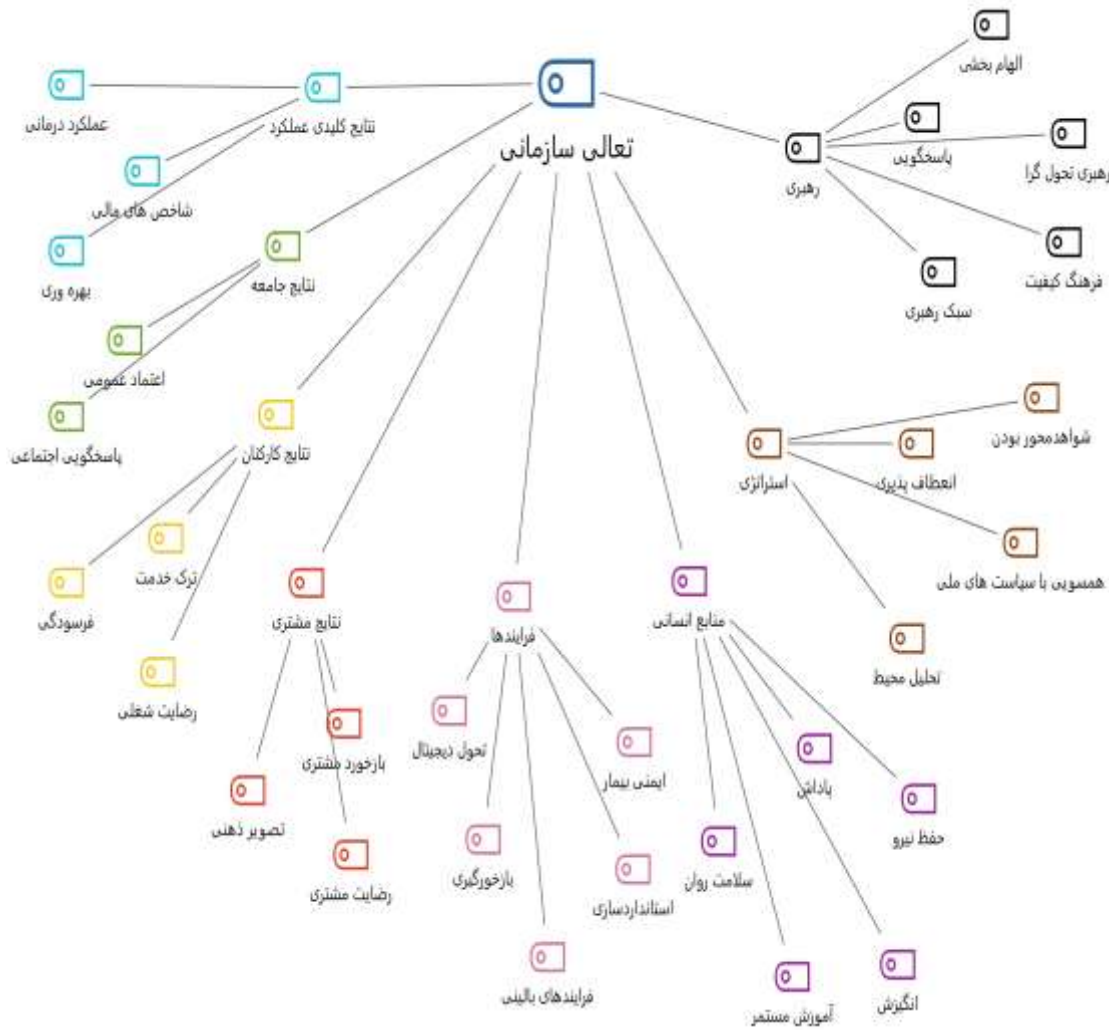 تعالی سازمانی
رهبری
الهام بخشی
پاسخگویی
رهبری تحول گرا
فرهنگ کیفیت
سبک رهبری
استراتژی
شواهدمحور بودن
انعطاف پذیری
همسویی با سیاست های ملی
تحلیل محیط
منابع انسانی
پاداش
حفظ نیرو
سلامت روان
انگیزش
آموزش مستمر
فرایندها
تحول دیجیتال
ایمنی بیمار
بازخورگیری
استانداردسازی
فرایندهای بالینی
نتایج مشتری
بازخورد مشتری
تصویر ذهنی
رضایت مشتری
نتایج کارکنان
ترک خدمت
فرسودگی
رضایت شغلی
نتایج جامعه
اعتماد عمومی
پاسخگویی اجتماعی
نتایج کلیدی عملکرد
عملکرد درمانی
شاخص های مالی
بهره وری